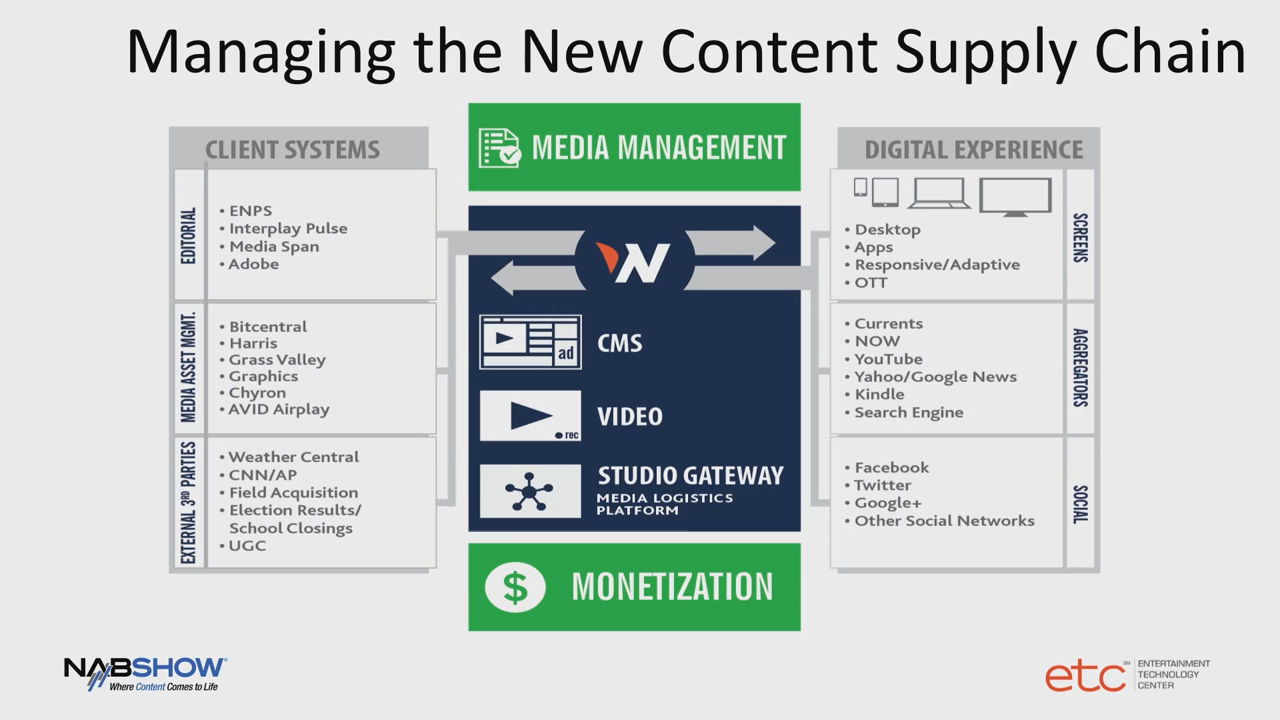 Managing the New Content Supply Chain
CLIENT SYSTEMS
EDITORIAL
• ENPS
• Interplay Pulse
• Media Span
• Adobe
MEDIA ASSET MGMT.
• Bitcentral
• Harris
• Grass Valley
• Graphics
• Chyron
• AVID Airplay
EXTERNAL 3RD PARTIES
• Weather Central
• CNN/AP
• Field Acquisition
• Election Results/
School Closings
• UGC
MEDIA MANAGEMENT
N
ad
CMS
rec
VIDEO
STUDIO GATEWAY
MEDIA LOGISTICS
PLATFORM
$
MONETIZATION
DIGITAL EXPERIENCE
• Desktop
• Apps
• Responsive/Adaptive
• OTT
SCREENS
• Currents
• NOW
• YouTube
• Yahoo/Google News
• Kindle
• Search Engine
AGGREGATORS
• Facebook
• Twitter
• Google+
• Other Social Networks
SOCIAL
NABSHOW®
Where Content Comes to Life
etc℠
ENTERTAINMENT
TECHNOLOGY
CENTER